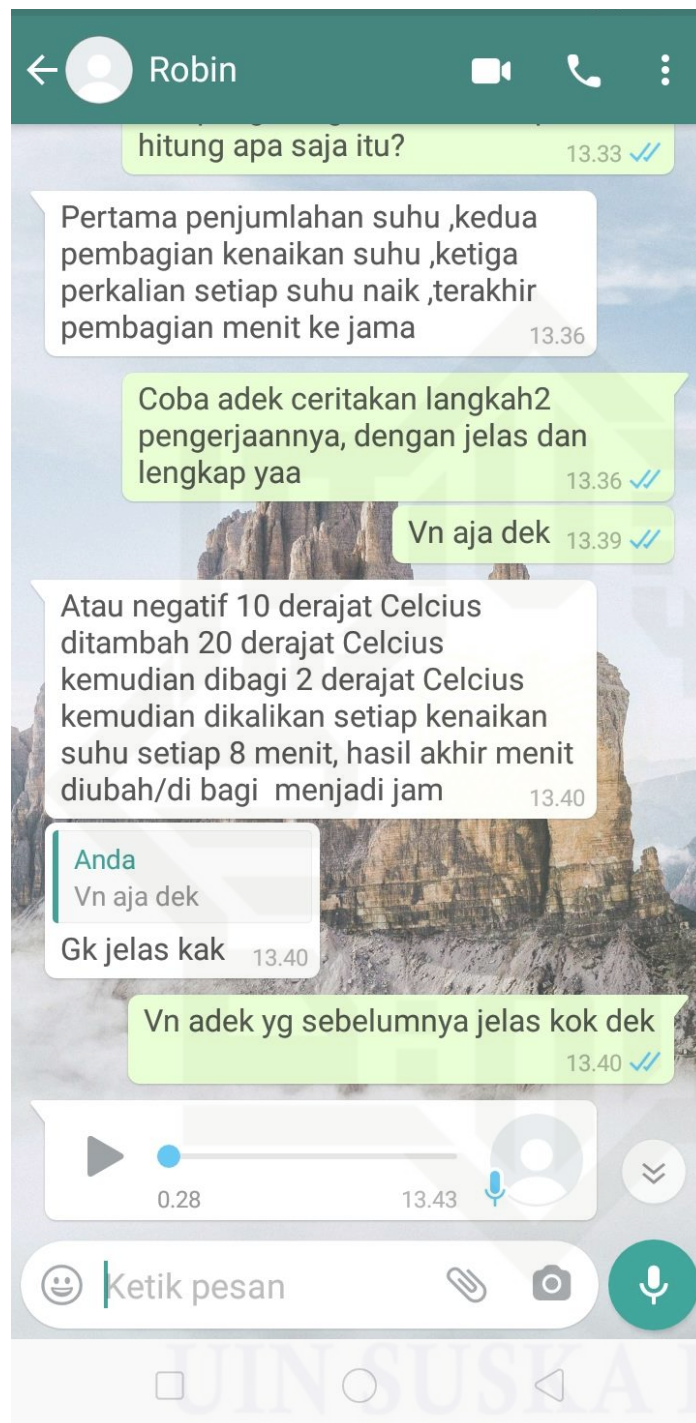 Robin
hitung apa saja itu?
13.33
Pertama penjumlahan suhu ,kedua
pembagian kenaikan suhu ,ketiga
perkalian setiap suhu naik ,terakhir
pembagian menit ke jama
13.36
Coba adek ceritakan langkah2
pengerjaannya, dengan jelas dan
lengkap yaa
13.36
Vn aja dek 13.39
Atau negatif 10 derajat Celcius
ditambah 20 derajat Celcius
kemudian dibagi 2 derajat Celcius
kemudian dikalikan setiap kenaikan
suhu setiap 8 menit, hasil akhir menit
diubah/di bagi  menjadi jam
13.40
Anda
Vn aja dek
Gk jelas kak 13.40
Vn adek yg sebelumnya jelas kok dek
13.40
0.28 13.43
Ketik pesan
UIN SUSKA